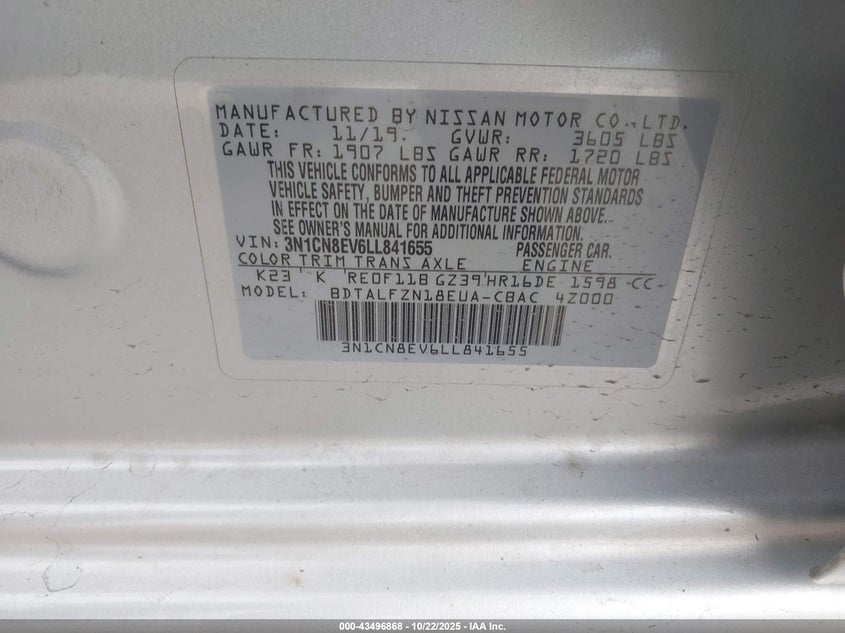 MANUFACTURED BY NISSAN MOTOR CO.,LTD.
DATE: 11/19. GVWR: 3605 LBS
GAWR FR: 1907 LBS GAWR RR: 1720 LBS
THIS VEHICLE CONFORMS TO ALL APPLICABLE FEDERAL MOTOR
VEHICLE SAFETY, BUMPER AND THEFT PREVENTION STANDARDS
IN EFFECT ON THE DATE OF MANUFACTURE SHOWN ABOVE.
SEE OWNER'S MANUAL FOR ADDITIONAL INFORMATION.
VIN: 3N1CN8EV6LL841655 PASSENGER CAR.
COLOR TRIM TRANS AXLE ENGINE
K23 K RE0F11B GZ39 HR16DE 1598 CC
MODEL: BDTALFZN18EUA-CBAC 4Z000
3N1CN8EV6LL841655
000-43496868 - 10/22/2025 - IAA Inc.